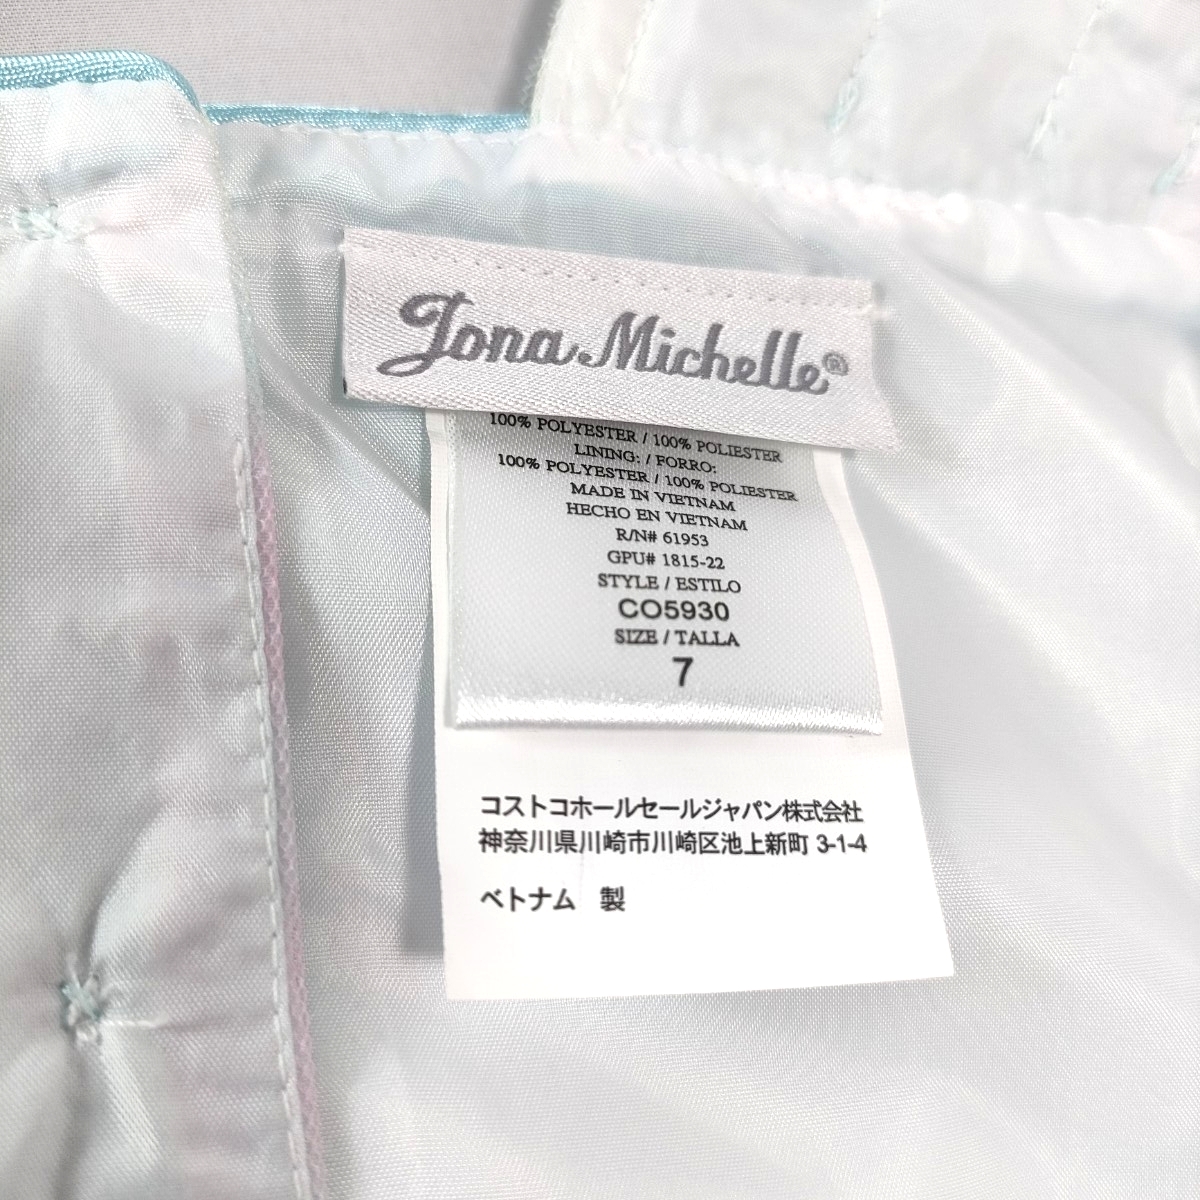 Jona Michelle®
100% POLYESTER / 100% POLIESTER
LINING: / FORRO:
100% POLYESTER / 100% POLIESTER
MADE IN VIETNAM
HECHO EN VIETNAM
R/N# 61953
GPU# 1815-22
STYLE / ESTILO
CO5930
SIZE / TALLA
7
コストコホールセールジャパン株式会社
神奈川県川崎市川崎区池上新町 3-1-4
ベトナム 製